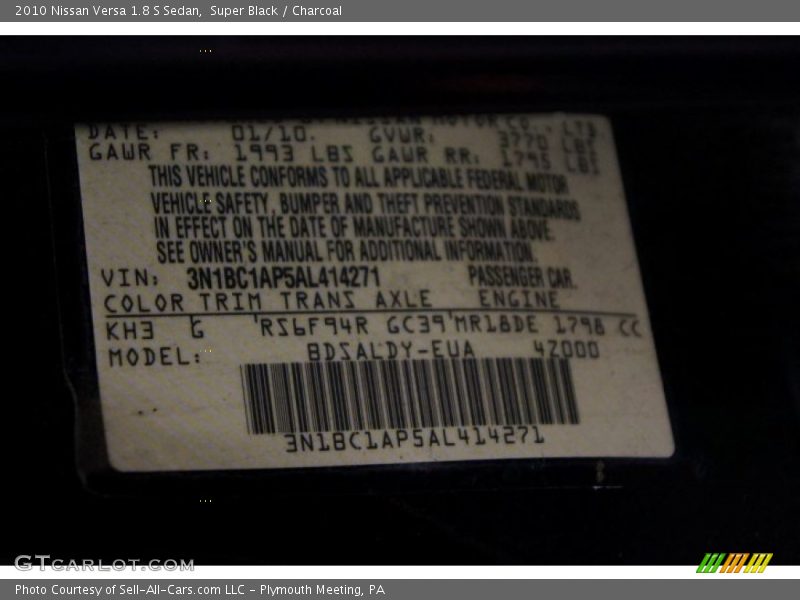 2010 Nissan Versa 1.8 S Sedan,  Super Black / Charcoal
NISSAN MOTOR CO., LTD
DATE: 01/10. GVWR: 3770 LBS
GAWR FR: 1993 LBS GAWR RR: 1795 LBS
THIS VEHICLE CONFORMS TO ALL APPLICABLE FEDERAL MOTOR
VEHICLE SAFETY, BUMPER AND THEFT PREVENTION STANDARDS
IN EFFECT ON THE DATE OF MANUFACTURE SHOWN ABOVE.
SEE OWNER'S MANUAL FOR ADDITIONAL INFORMATION.
VIN: 3N1BC1AP5AL414271 PASSENGER CAR.
COLOR TRIM TRANS AXLE ENGINE
KH3 G RS6F94R GC39 MR18DE 1798 CC
MODEL: BDSALDY-EUA 42000
3N1BC1AP5AL414271
GTCARLOT.COM
Photo Courtesy of Sell-All-Cars.com LLC - Plymouth Meeting, PA